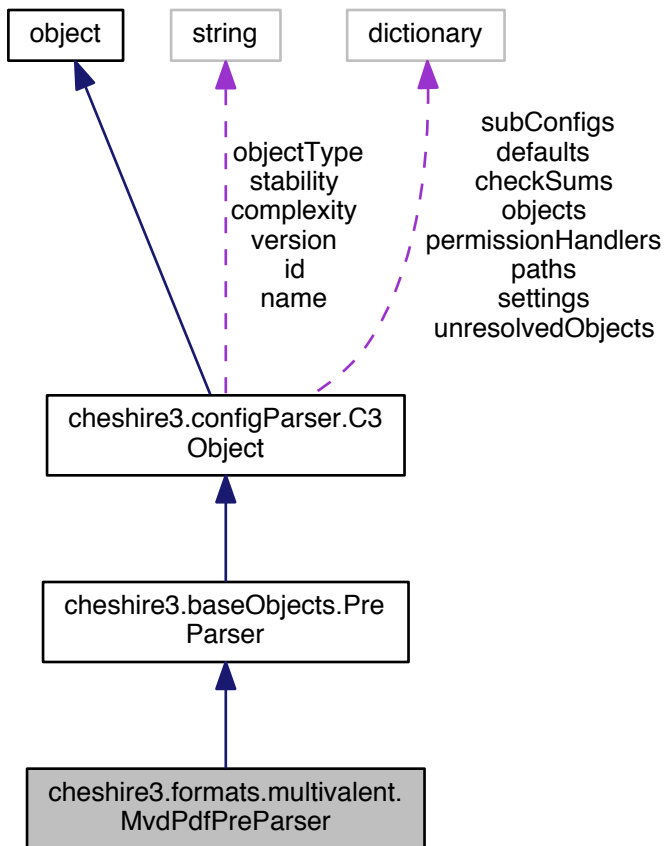 object
string
dictionary
objectType
stability
complexity
version
id
name
subConfigs
defaults
checkSums
objects
permissionHandlers
paths
settings
unresolvedObjects
cheshire3.configParser.C3
Object
cheshire3.baseObjects.Pre
Parser
cheshire3.formats.multivalent.
MvdPdfPreParser